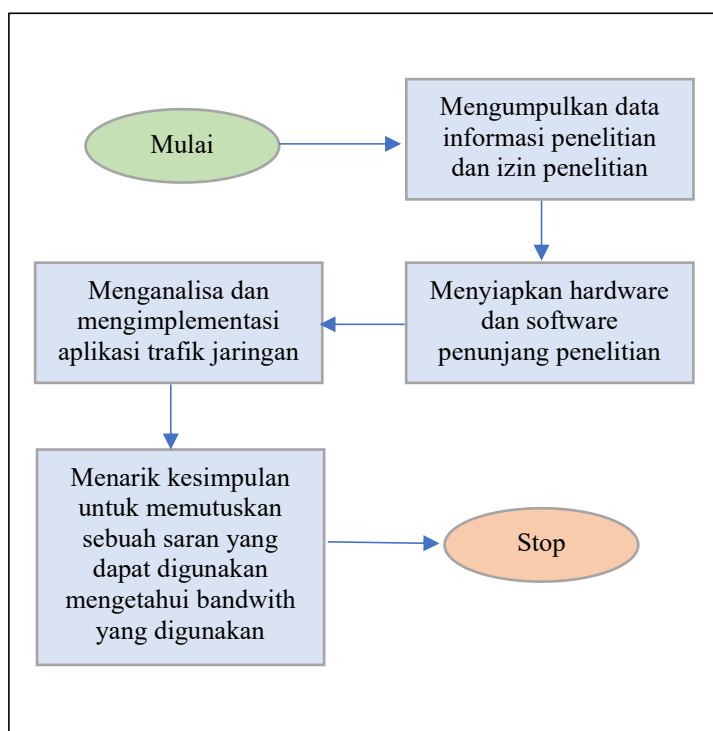 Mulai
Mengumpulkan data
informasi penelitian
dan izin penelitian
Menyiapkan hardware
dan software
penunjang penelitian
Menganalisa dan
mengimplementasi
aplikasi trafik jaringan
Menarik kesimpulan
untuk memutuskan
sebuah saran yang
dapat digunakan
mengetahui bandwith
yang digunakan
Stop